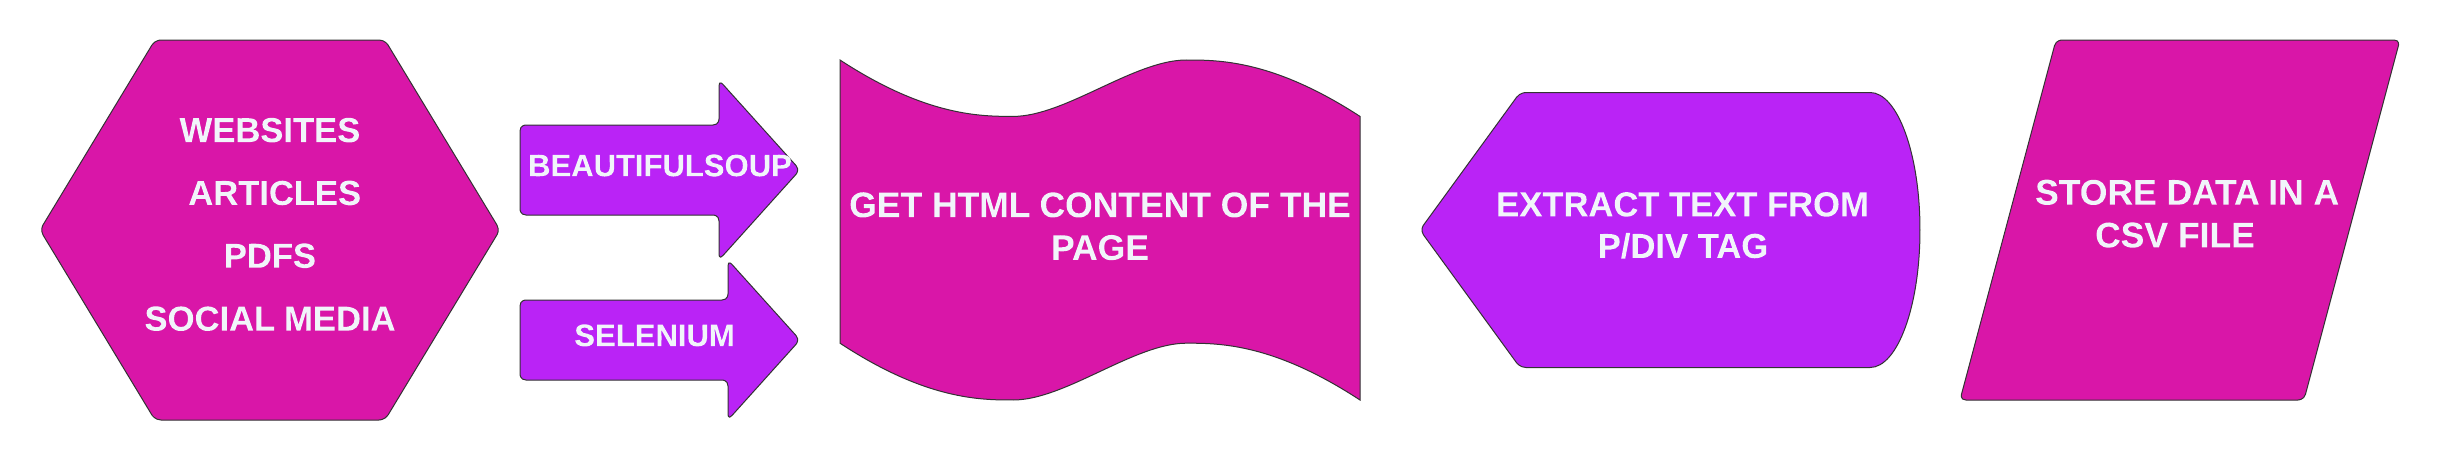 WEBSITES
ARTICLES
PDFS
SOCIAL MEDIA
BEAUTIFULSOUP
SELENIUM
GET HTML CONTENT OF THE
PAGE
EXTRACT TEXT FROM
P/DIV TAG
STORE DATA IN A
CSV FILE